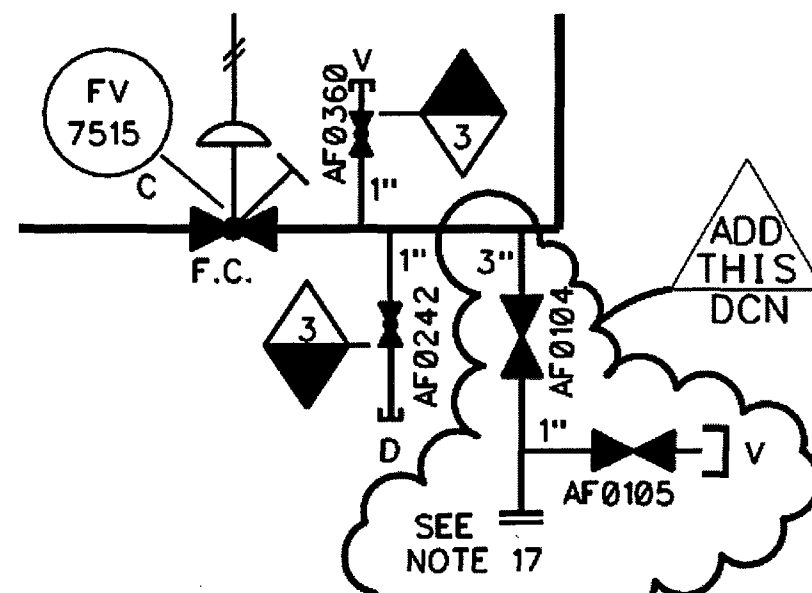 FV
7515
C
F.C.
V
AF0360
1"
3
1"
3
AF0242
D
3"
AF0104
1"
AF0105
V
SEE
NOTE 17
ADD
THIS
DCN